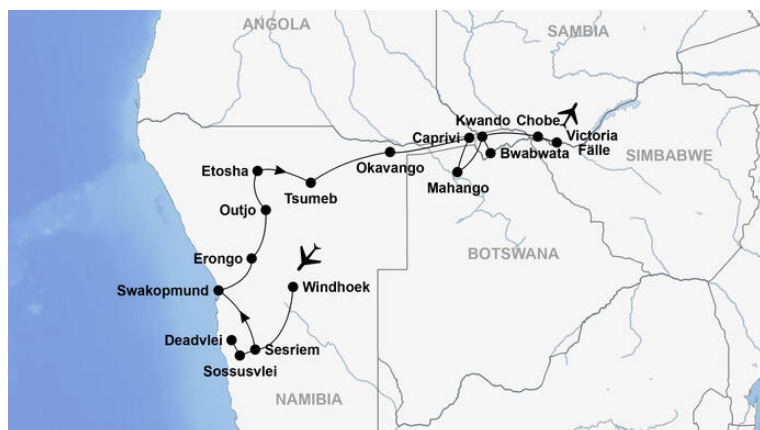 ANGOLA
SAMBIA
Kwando
Chobe
Caprivi
Victoria
Fälle
Bwabwata
Okavango
SIMBABWE
Etosha
Mahango
Tsumeb
Outjo
BOTSWANA
Erongo
Windhoek
Swakopmund
Deadvlei
Sesriem
Sossusvlei
NAMIBIA